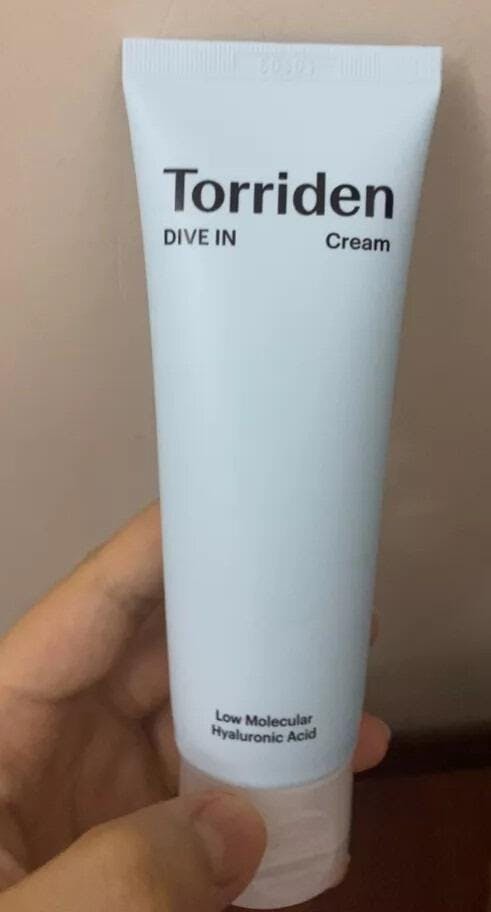 Torriden
DIVE IN Cream
Low Molecular
Hyaluronic Acid